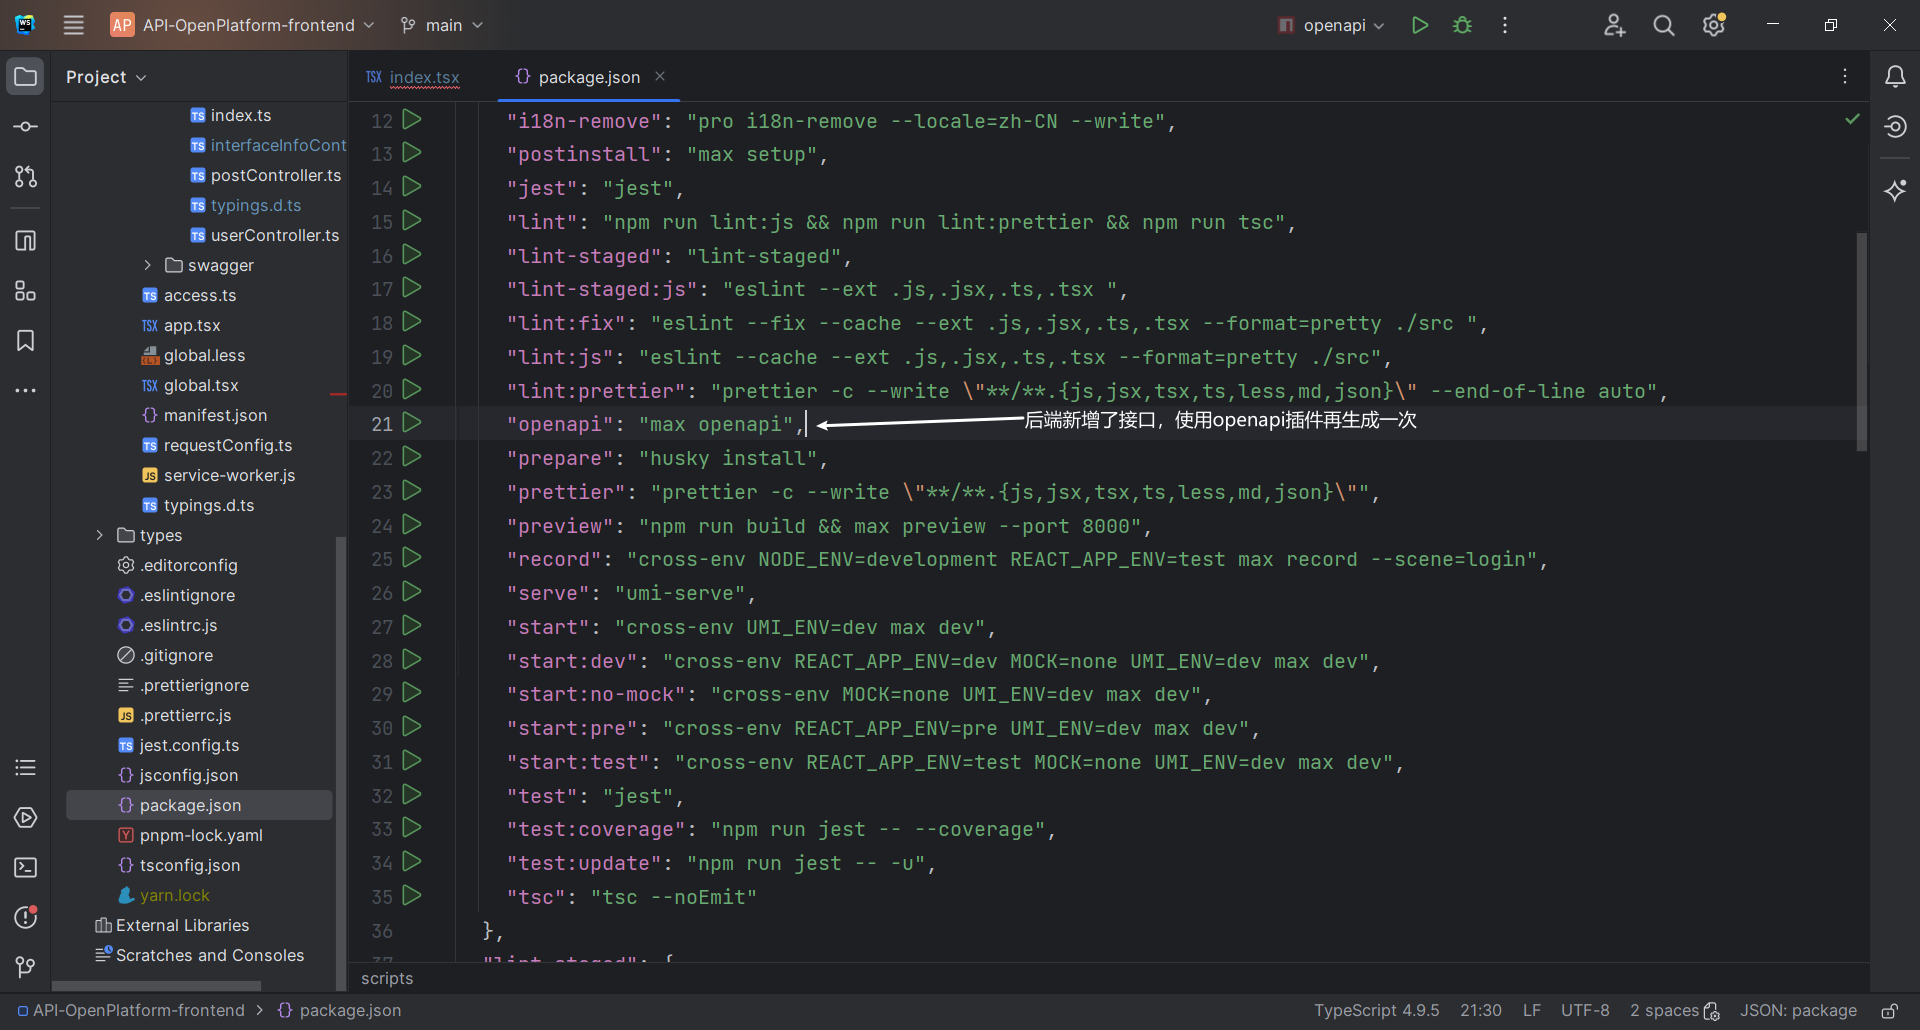 WS
AP API-OpenPlatform-frontend main openapi
Project
index.ts
interfaceInfoCont
postController.ts
typings.d.ts
userController.ts
swagger
access.ts
app.tsx
global.less
global.tsx
manifest.json
requestConfig.ts
service-worker.js
typings.d.ts
types
.editorconfig
.eslintignore
.eslintrc.js
.gitignore
.prettierignore
.prettierrc.js
jest.config.ts
jsconfig.json
package.json
pnpm-lock.yaml
tsconfig.json
yarn.lock
External Libraries
Scratches and Consoles
index.tsx package.json
12 "i18n-remove": "pro i18n-remove --locale=zh-CN --write",
13 "postinstall": "max setup",
14 "jest": "jest",
15 "lint": "npm run lint:js && npm run lint:prettier && npm run tsc",
16 "lint-staged": "lint-staged",
17 "lint-staged:js": "eslint --ext .js,.jsx,.ts,.tsx ",
18 "lint:fix": "eslint --fix --cache --ext .js,.jsx,.ts,.tsx --format=pretty ./src ",
19 "lint:js": "eslint --cache --ext .js,.jsx,.ts,.tsx --format=pretty ./src",
20 "lint:prettier": "prettier -c --write \"**/**.{js,jsx,tsx,ts,less,md,json}\" --end-of-line auto",
21 "openapi": "max openapi", 后端新增了接口，使用openapi插件再生成一次
22 "prepare": "husky install",
23 "prettier": "prettier -c --write \"**/**.{js,jsx,tsx,ts,less,md,json}\"",
24 "preview": "npm run build && max preview --port 8000",
25 "record": "cross-env NODE_ENV=development REACT_APP_ENV=test max record --scene=login",
26 "serve": "umi-serve",
27 "start": "cross-env UMI_ENV=dev max dev",
28 "start:dev": "cross-env REACT_APP_ENV=dev MOCK=none UMI_ENV=dev max dev",
29 "start:no-mock": "cross-env MOCK=none UMI_ENV=dev max dev",
30 "start:pre": "cross-env REACT_APP_ENV=pre UMI_ENV=dev max dev",
31 "start:test": "cross-env REACT_APP_ENV=test MOCK=none UMI_ENV=dev max dev",
32 "test": "jest",
33 "test:coverage": "npm run jest -- --coverage",
34 "test:update": "npm run jest -- -u",
35 "tsc": "tsc --noEmit"
36 },
37 "lint-staged": {
scripts
API-OpenPlatform-frontend > package.json TypeScript 4.9.5 21:30 LF UTF-8 2 spaces JSON: package